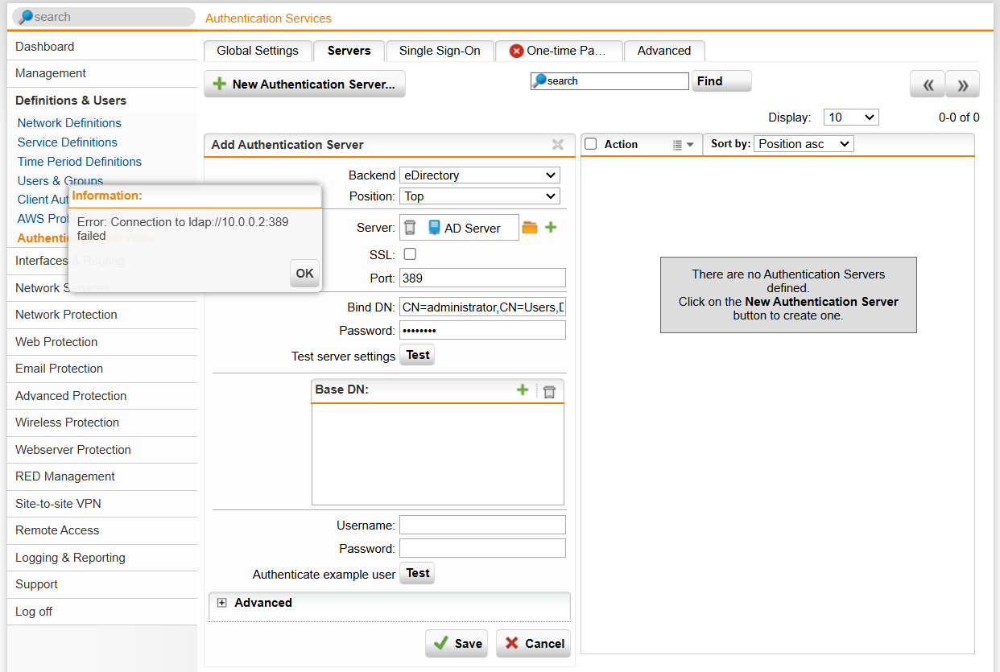 search
Authentication Services
Dashboard
Management
Definitions & Users
Network Definitions
Service Definitions
Time Period Definitions
Users & Groups
Client Aut
AWS Prot
Authentic Services
Interfaces & Routing
Network Services
Network Protection
Web Protection
Email Protection
Advanced Protection
Wireless Protection
Webserver Protection
RED Management
Site-to-site VPN
Remote Access
Logging & Reporting
Support
Log off
Information:
Error: Connection to ldap://10.0.0.2:389
failed
OK
Global Settings Servers Single Sign-On One-time Pa... Advanced
New Authentication Server... search Find
Display: 10 0-0 of 0
Add Authentication Server
Backend eDirectory
Position: Top
Server: AD Server
SSL:
Port: 389
Bind DN: CN=administrator,CN=Users,D
Password: ••••••••
Test server settings Test
Base DN:
Username:
Password:
Authenticate example user Test
Advanced
Save Cancel
Action Sort by: Position asc
There are no Authentication Servers
defined.
Click on the New Authentication Server
button to create one.